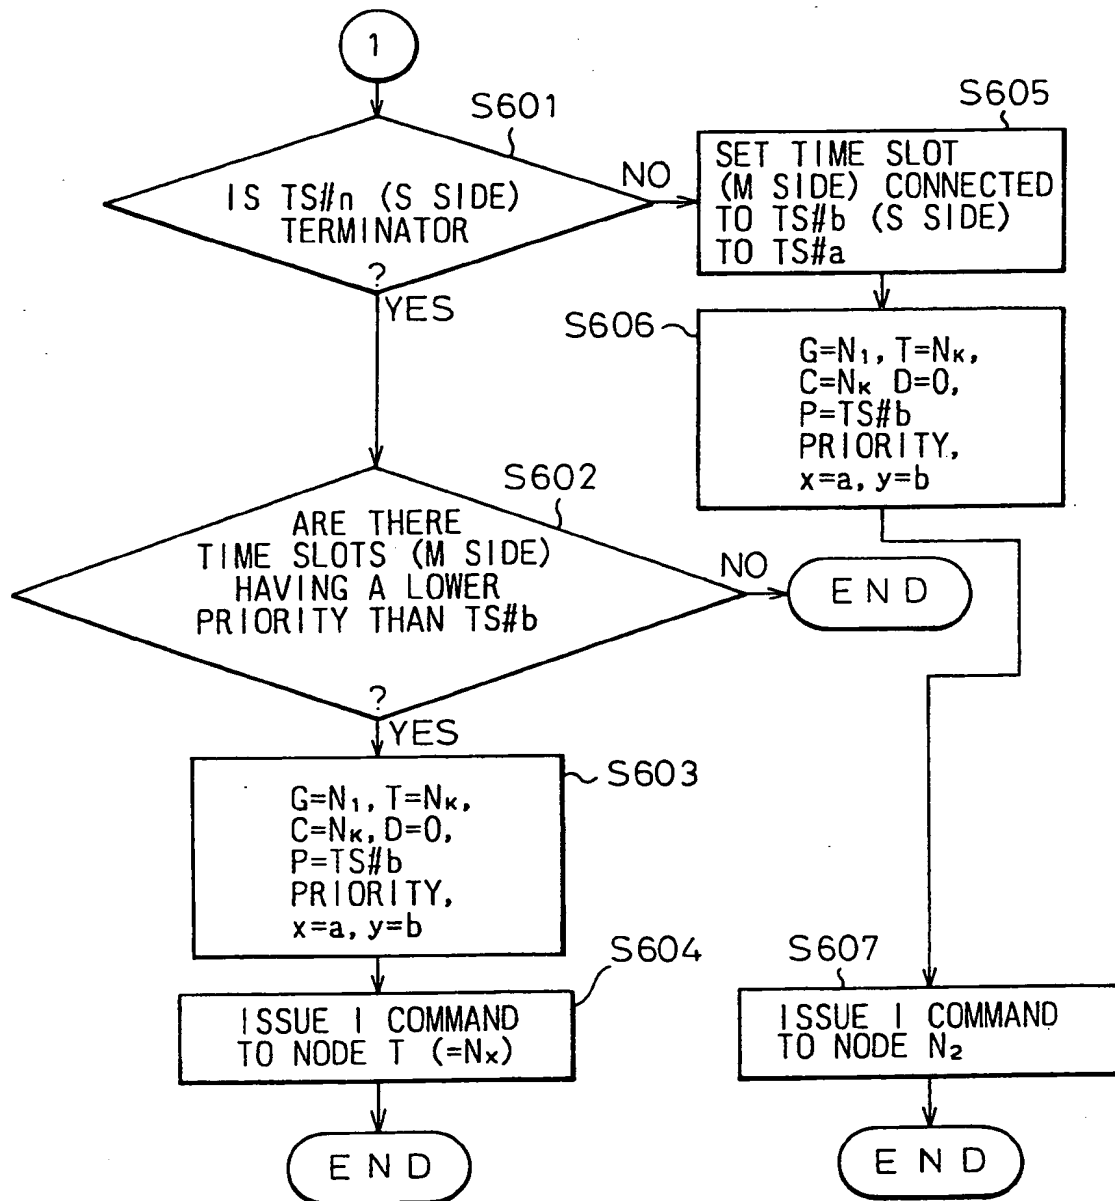 1
S601
IS TS#n (S SIDE)
TERMINATOR
?
NO
YES
S605
SET TIME SLOT
(M SIDE) CONNECTED
TO TS#b (S SIDE)
TO TS#a
S606
G=N₁, T=Nₖ,
C=Nₖ D=0,
P=TS#b
PRIORITY,
x=a, y=b
S602
ARE THERE
TIME SLOTS (M SIDE)
HAVING A LOWER
PRIORITY THAN TS#b
?
NO
END
YES
S603
G=N₁, T=Nₖ,
C=Nₖ, D=0,
P=TS#b
PRIORITY,
x=a, y=b
S604
ISSUE I COMMAND
TO NODE T (=Nₓ)
END
S607
ISSUE I COMMAND
TO NODE N₂
END